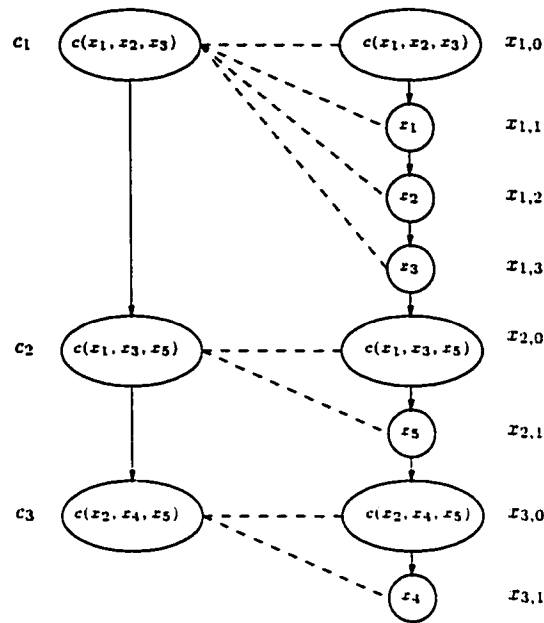 c₁ c(x₁, x₂, x₃) c(x₁, x₂, x₃) x₁,₀
x₁ x₁,₁
x₂ x₁,₂
x₃ x₁,₃
c₂ c(x₁, x₃, x₅) c(x₁, x₃, x₅) x₂,₀
x₅ x₂,₁
c₃ c(x₂, x₄, x₅) c(x₂, x₄, x₅) x₃,₀
x₄ x₃,₁